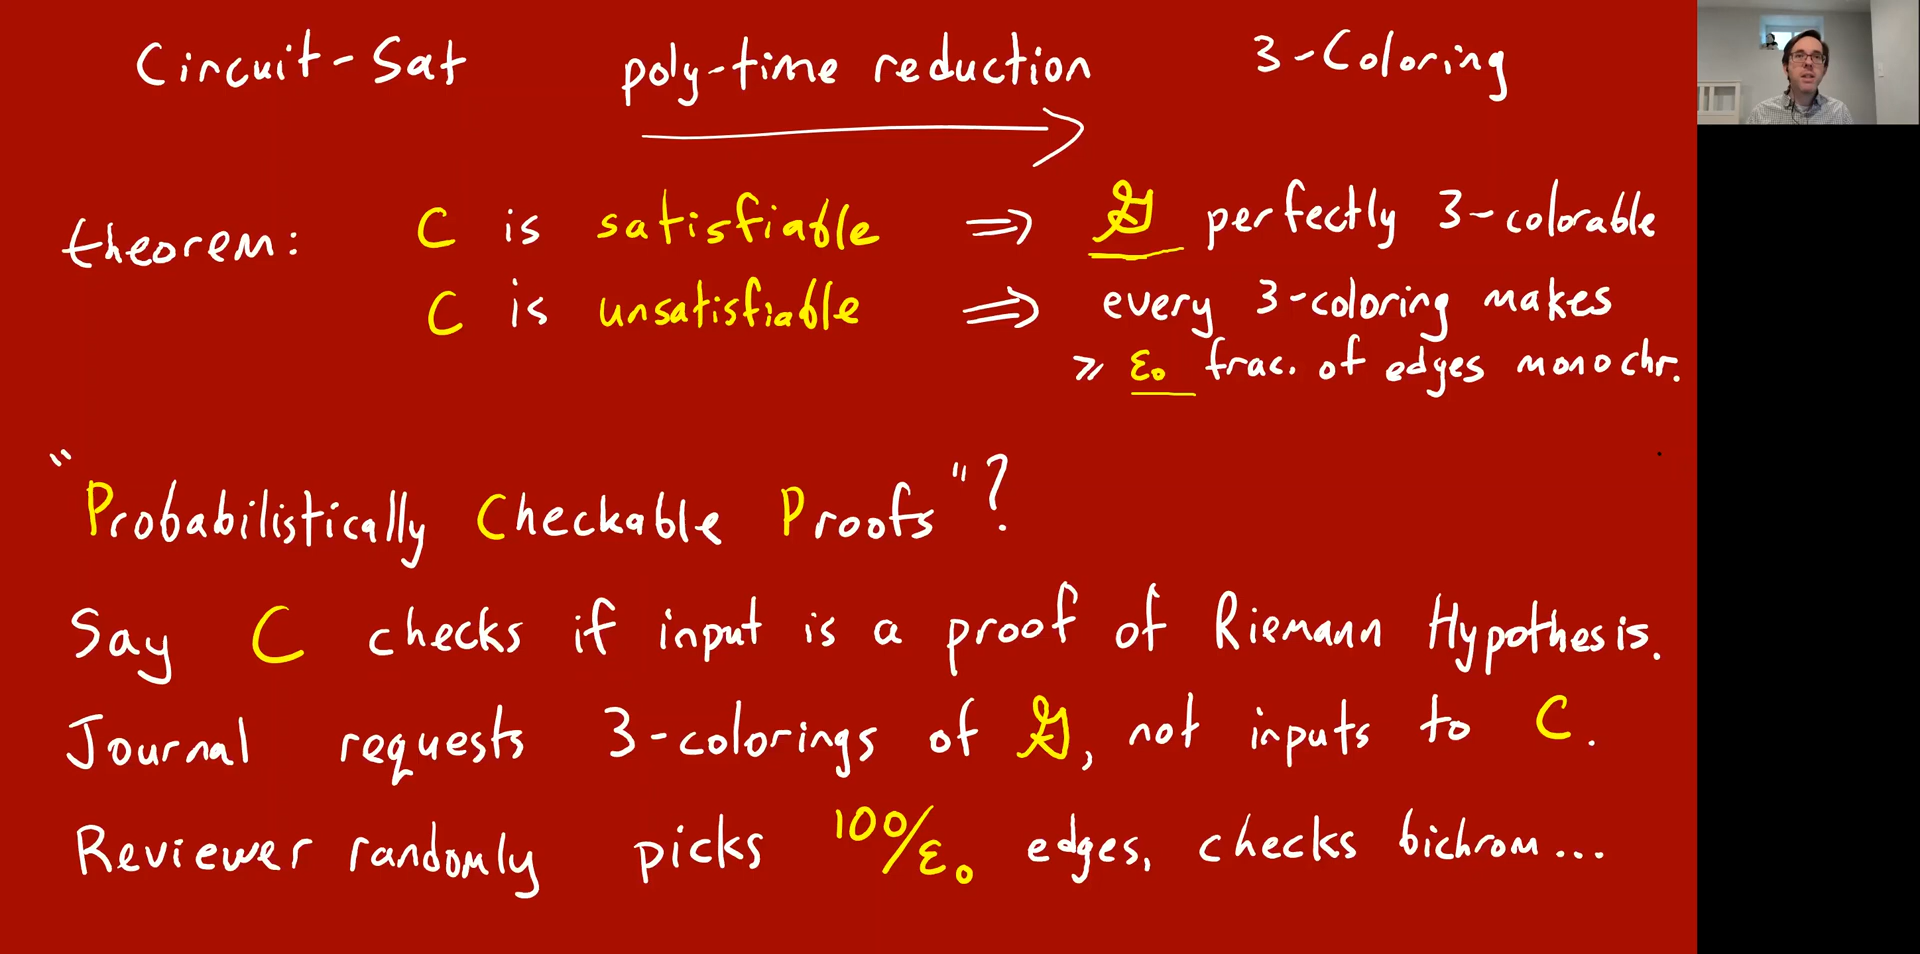 Circuit-Sat poly-time reduction 3-Coloring
theorem: C is satisfiable ⇒ 𝒢 perfectly 3-colorable
C is unsatisfiable ⇒ every 3-coloring makes
≥ ε₀ frac. of edges monochr.
"Probabilistically Checkable Proofs"?
Say C checks if input is a proof of Riemann Hypothesis.
Journal requests 3-colorings of 𝒢, not inputs to C.
Reviewer randomly picks 100/ε₀ edges, checks bichrom...